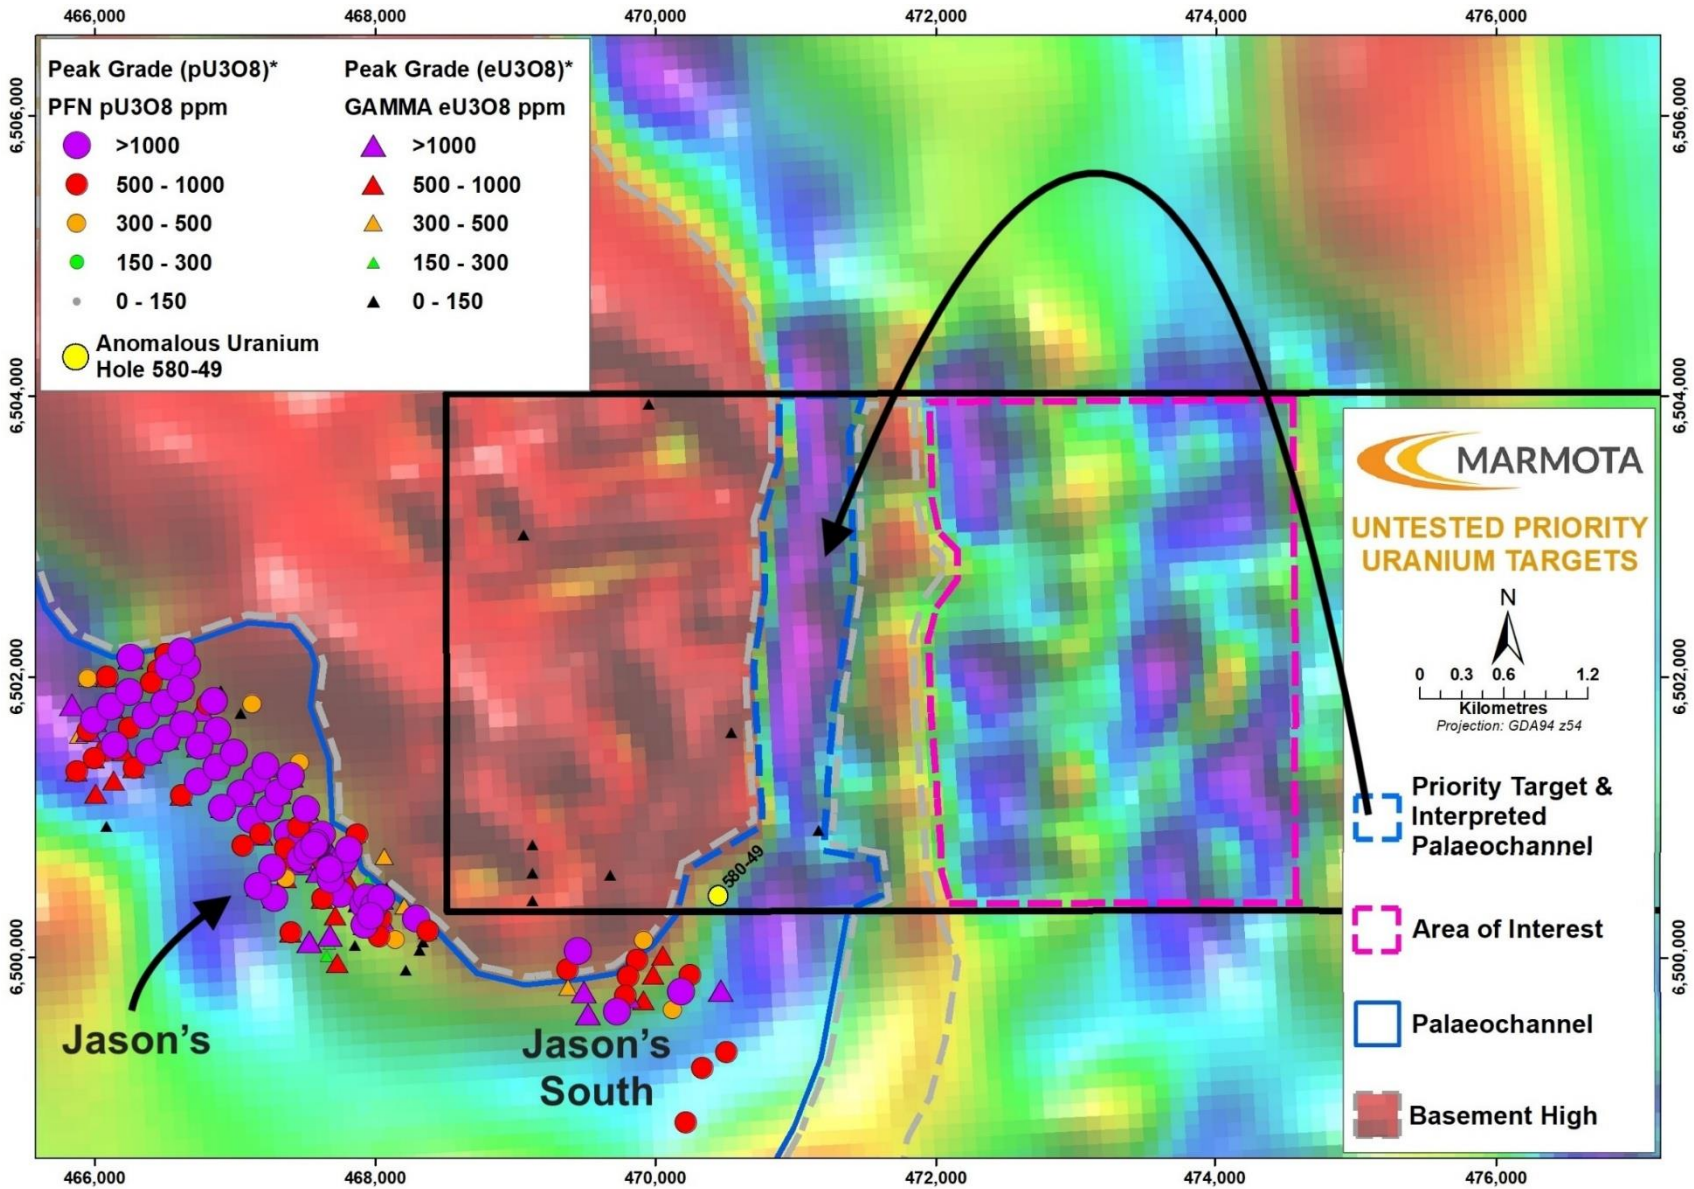 466,000
468,000
470,000
472,000
474,000
476,000
6,506,000
6,504,000
6,502,000
6,500,000
Peak Grade (pU3O8)*
PFN pU3O8 ppm
>1000
500 - 1000
300 - 500
150 - 300
0 - 150
Anomalous Uranium
Hole 580-49
Peak Grade (eU3O8)*
GAMMA eU3O8 ppm
>1000
500 - 1000
300 - 500
150 - 300
0 - 150
580-49
Jason's
Jason's
South
MARMOTA
UNTESTED PRIORITY
URANIUM TARGETS
N
0 0.3 0.6 1.2
Kilometres
Projection: GDA94 z54
Priority Target &
Interpreted
Palaeochannel
Area of Interest
Palaeochannel
Basement High
6,506,000
6,504,000
6,502,000
6,500,000
466,000
468,000
470,000
472,000
474,000
476,000